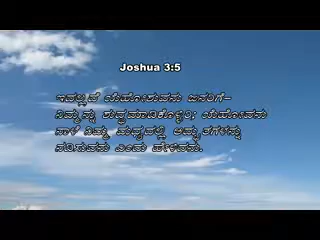 Joshua 3:5
ಇದಲ್ಲದೆ ಯೆಹೋಶುವನು ಜನರಿಗೆ-
ನಿಮ್ಮನ್ನು ಶುದ್ಧಮಾಡಿಕೊಳ್ಳಿರಿ; ಯೆಹೋವನು
ನಾಳೆ ನಿಮ್ಮ ಮಧ್ಯದಲ್ಲಿ ಅದ್ಭುತಗಳನ್ನು
ನಡಿಸುವನು ಎಂದು ಹೇಳಿದನು.